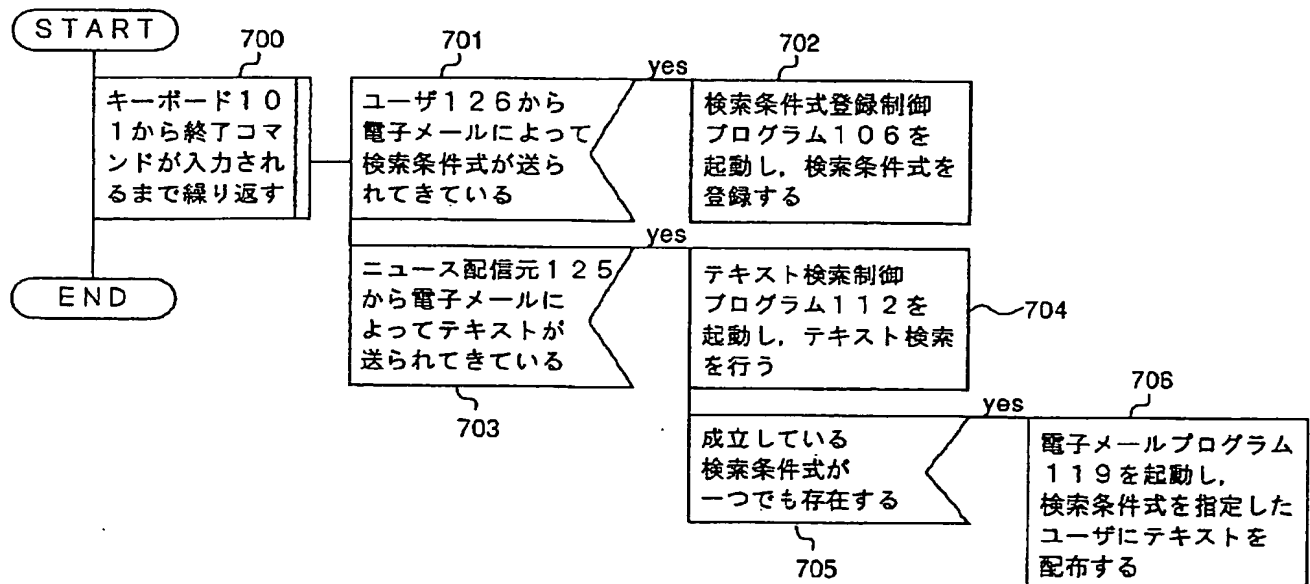 START
700
キーボード10
1から終了コマ
ンドが入力され
るまで繰り返す
701
ユーザ126から
電子メールによって
検索条件式が送ら
れてきている
yes
702
検索条件式登録制御
プログラム106を
起動し,検索条件式を
登録する
END
ニュース配信元125
から電子メールに
よってテキストが
送られてきている
703
yes
テキスト検索制御
プログラム112を
起動し,テキスト検索
を行う
704
成立している
検索条件式が
一つでも存在する
705
yes
706
電子メールプログラム
119を起動し,
検索条件式を指定した
ユーザにテキストを
配布する